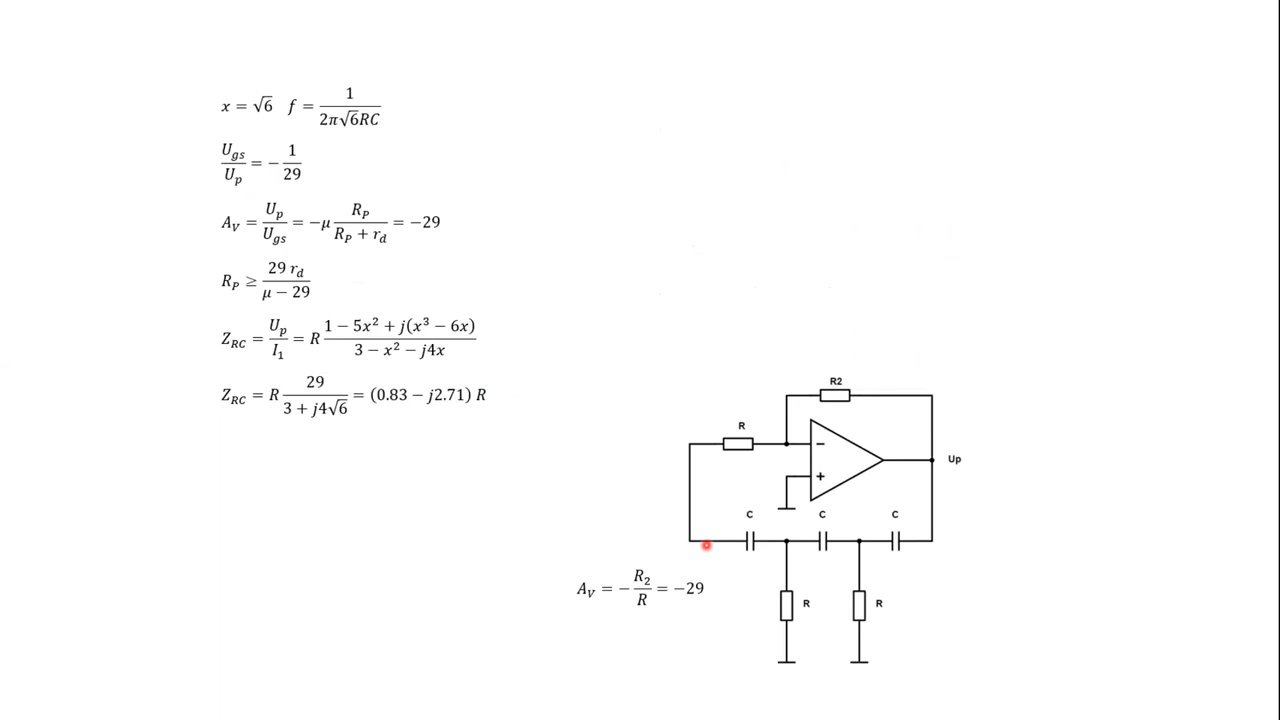 x = √6  f = 1/(2π√6RC)
U_gs/U_p = −1/29
A_V = U_p/U_gs = −μ R_P/(R_P + r_d) = −29
R_P ≥ 29 r_d/(μ − 29)
Z_RC = U_p/I_1 = R (1 − 5x² + j(x³ − 6x))/(3 − x² − j4x)
Z_RC = R 29/(3 + j4√6) = (0.83 − j2.71) R
R2
R
−
+
Up
C C C
A_V = −R_2/R = −29
R R